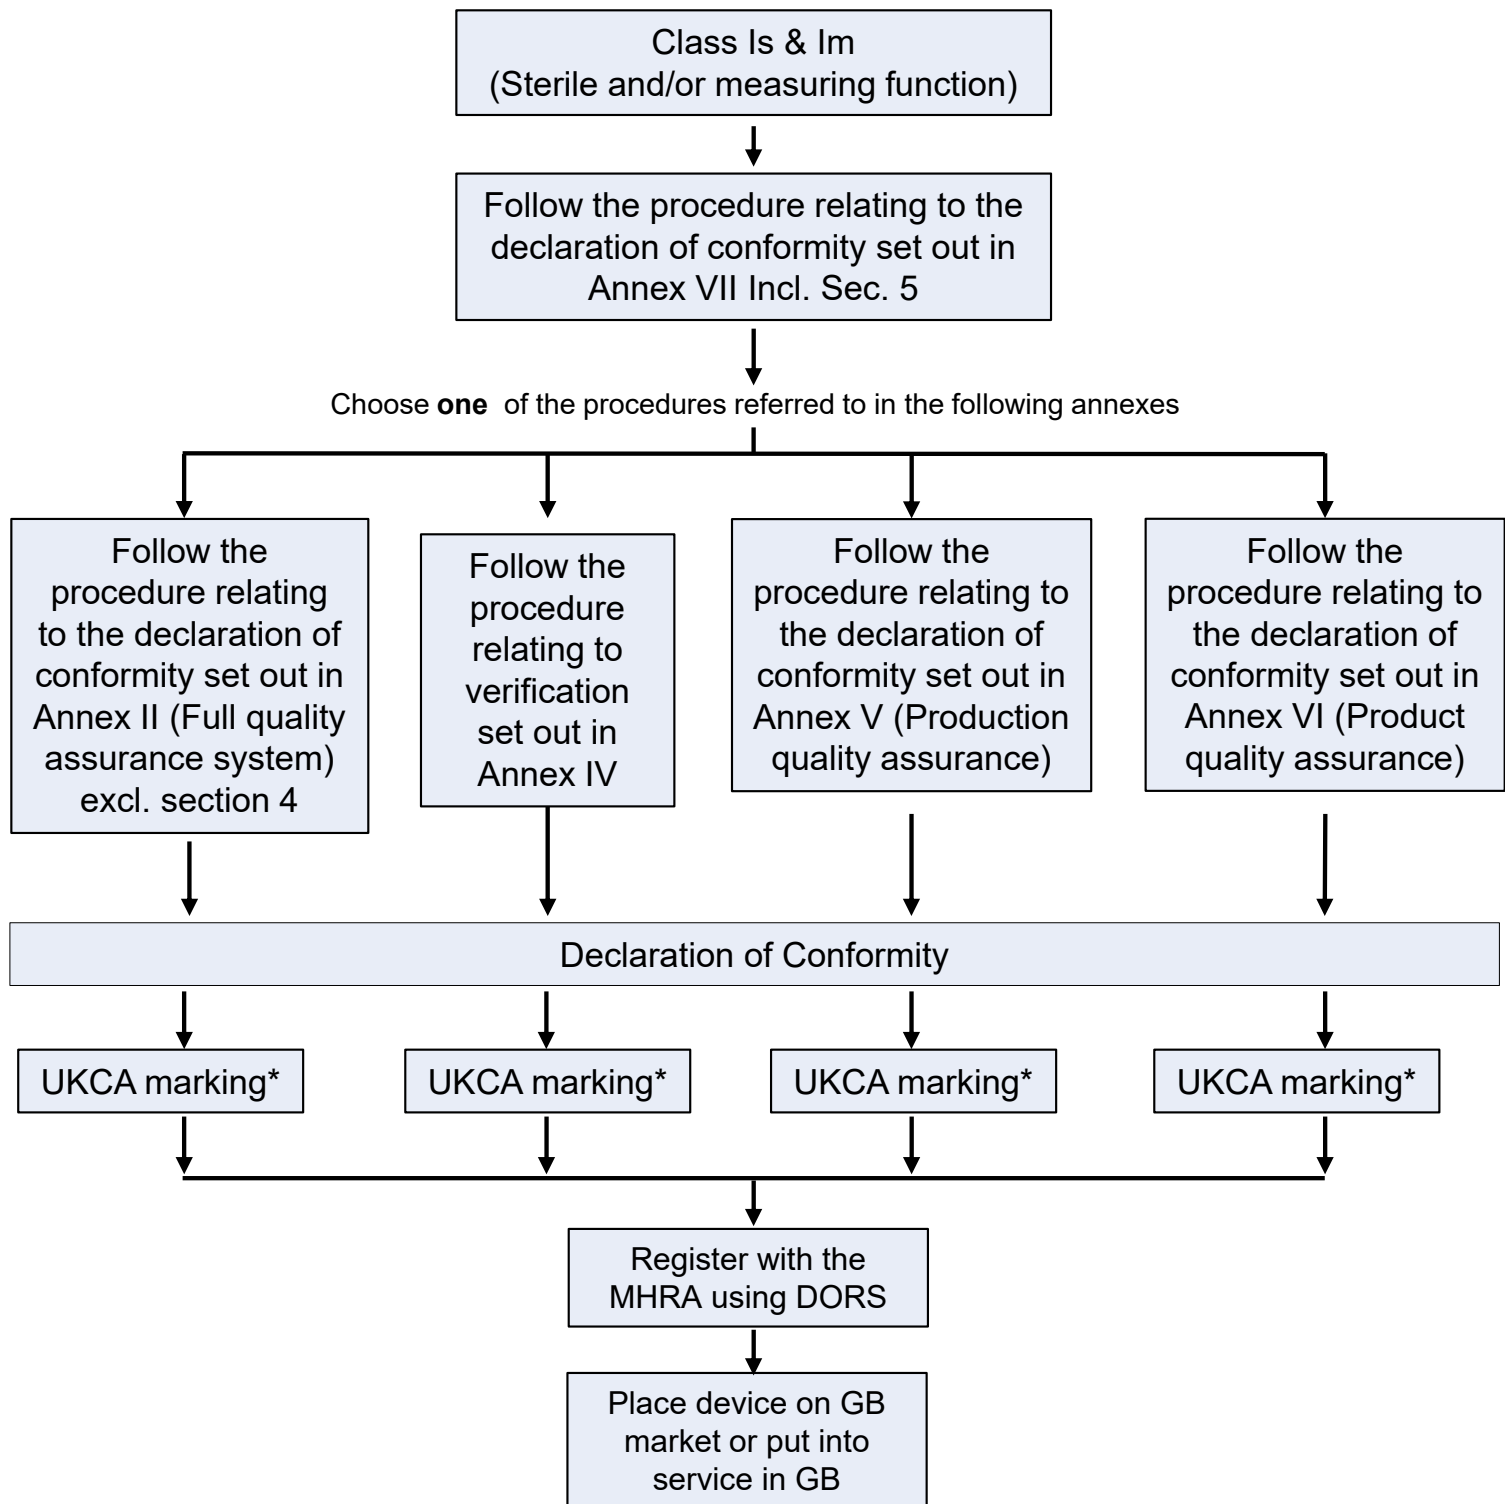 Class Is & Im
(Sterile and/or measuring function)
Follow the procedure relating to the
declaration of conformity set out in
Annex VII Incl. Sec. 5
Choose one of the procedures referred to in the following annexes
Follow the
procedure relating
to the declaration of
conformity set out in
Annex II (Full quality
assurance system)
excl. section 4
Follow the
procedure
relating to
verification
set out in
Annex IV
Follow the
procedure relating to
the declaration of
conformity set out in
Annex V (Production
quality assurance)
Follow the
procedure relating to
the declaration of
conformity set out in
Annex VI (Product
quality assurance)
Declaration of Conformity
UKCA marking*
UKCA marking*
UKCA marking*
UKCA marking*
Register with the
MHRA using DORS
Place device on GB
market or put into
service in GB